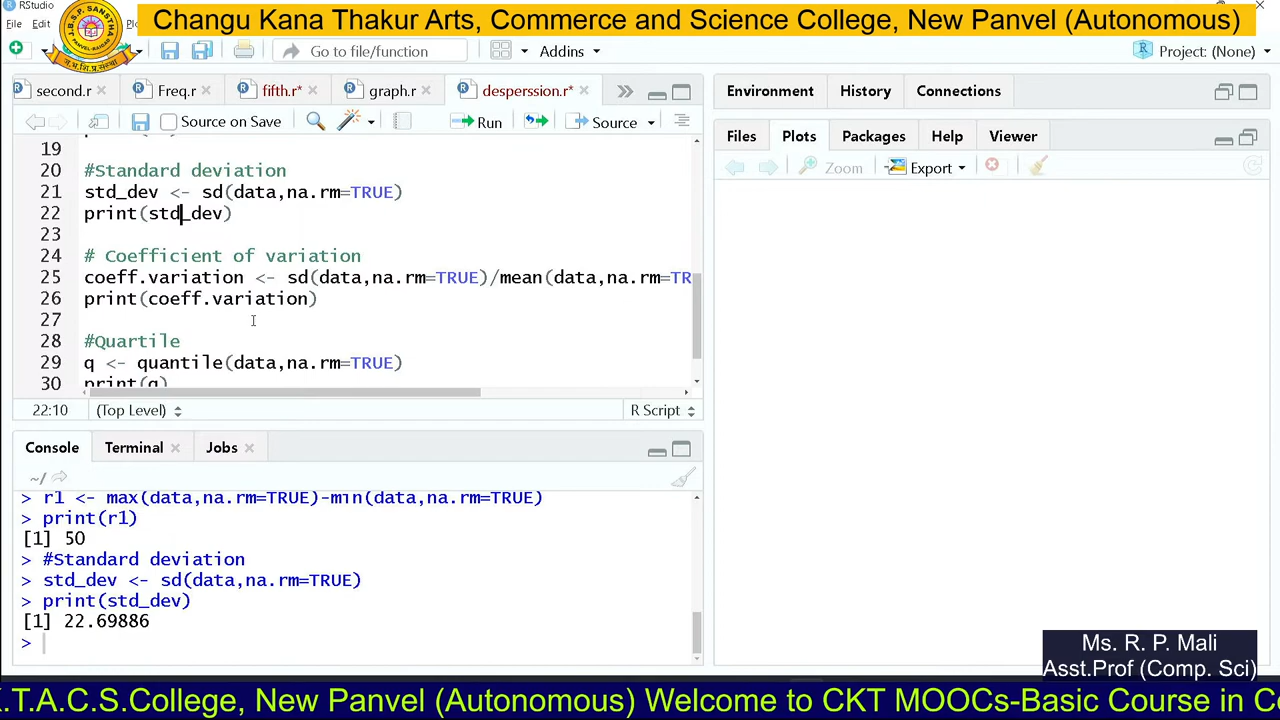 RStudio
Changu Kana Thakur Arts, Commerce and Science College, New Panvel (Autonomous)
File Edit
Go to file/function
Addins
Project: (None)
second.r
Freq.r
fifth.r*
graph.r
desperssion.r*
Source on Save
Run
Source
19
20 #Standard deviation
21 std_dev <- sd(data,na.rm=TRUE)
22 print(std_dev)
23
24 # Coefficient of variation
25 coeff.variation <- sd(data,na.rm=TRUE)/mean(data,na.rm=TR
26 print(coeff.variation)
27
28 #Quartile
29 q <- quantile(data,na.rm=TRUE)
30 print(q)
22:10 (Top Level) R Script
Console Terminal Jobs
~/
> r1 <- max(data,na.rm=TRUE)-min(data,na.rm=TRUE)
> print(r1)
[1] 50
> #Standard deviation
> std_dev <- sd(data,na.rm=TRUE)
> print(std_dev)
[1] 22.69886
>
Environment History Connections
Files Plots Packages Help Viewer
Zoom Export
Ms. R. P. Mali
Asst.Prof (Comp. Sci)
.T.A.C.S.College, New Panvel (Autonomous) Welcome to CKT MOOCs-Basic Course in